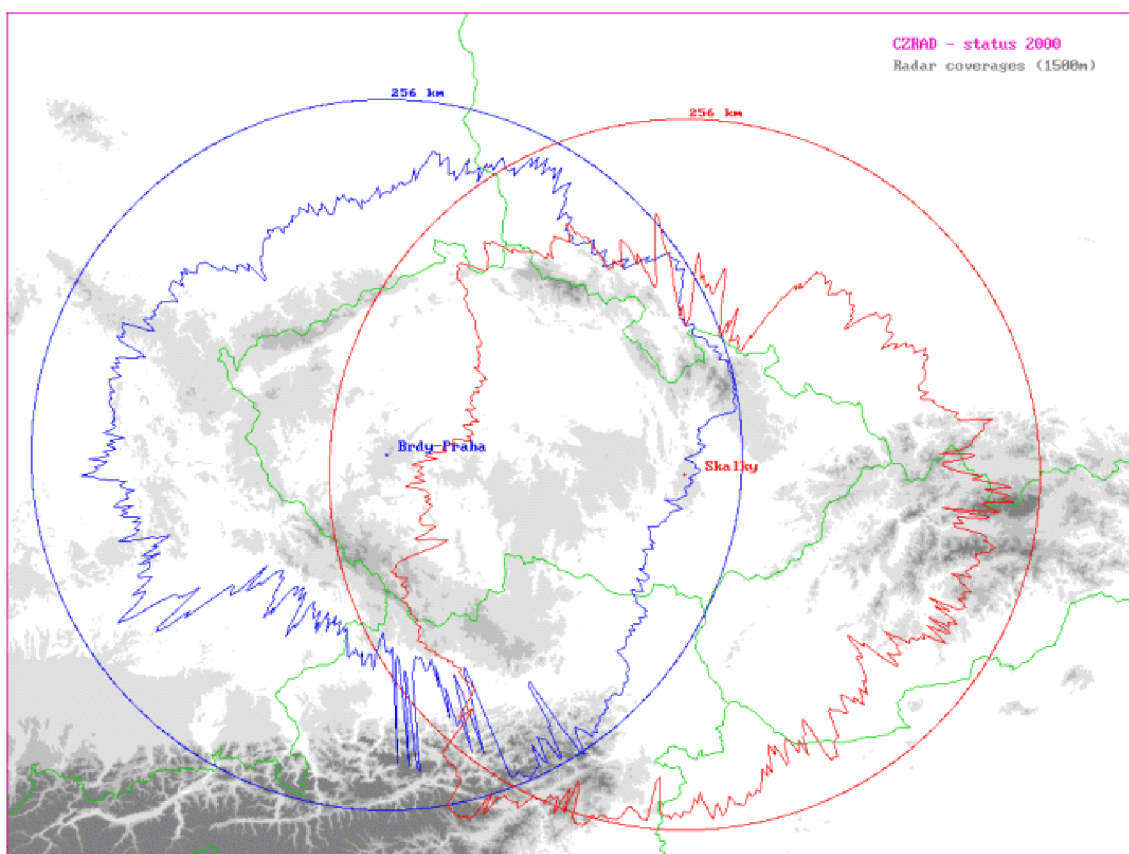 CZRAD - status 2000
Radar coverages (1500m)
256 km
256 km
Brdy-Praha
Skalky